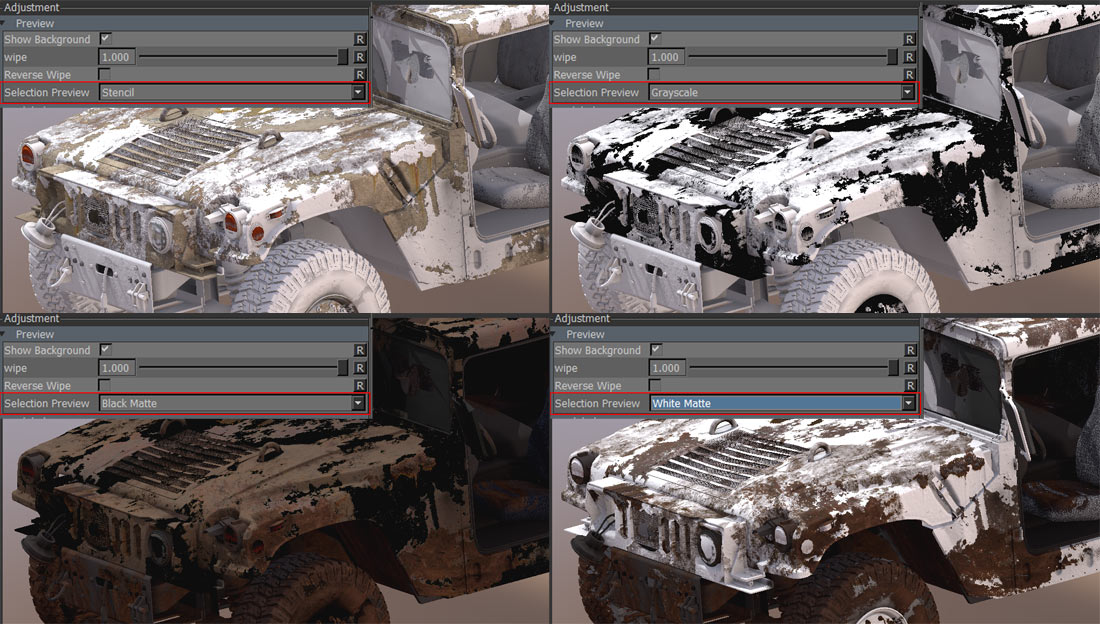 Adjustment
Preview
Show Background R
wipe 1.000 R
Reverse Wipe R
Selection Preview Stencil
Adjustment
Preview
Show Background R
wipe 1.000 R
Reverse Wipe R
Selection Preview Grayscale
Adjustment
Preview
Show Background R
wipe 1.000 R
Reverse Wipe R
Selection Preview Black Matte
Adjustment
Preview
Show Background R
wipe 1.000 R
Reverse Wipe R
Selection Preview White Matte